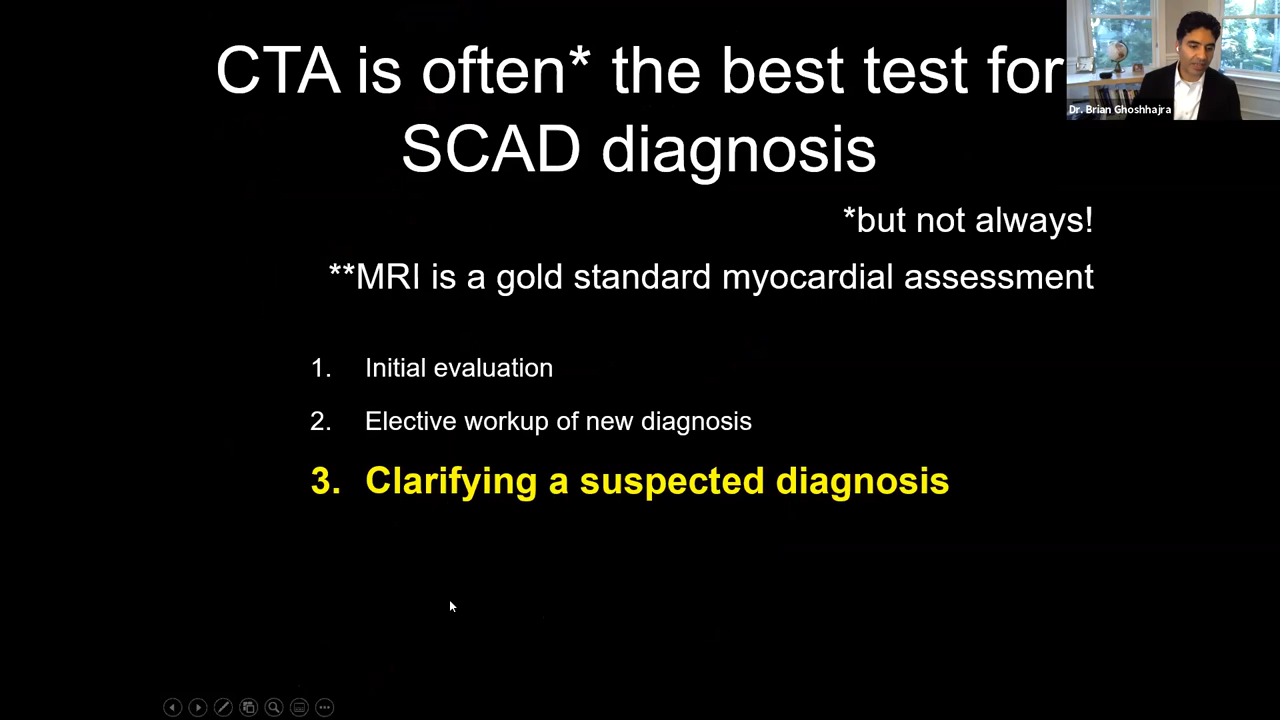 CTA is often* the best test for
SCAD diagnosis
Dr. Brian Ghoshhajra
*but not always!
**MRI is a gold standard myocardial assessment
1. Initial evaluation
2. Elective workup of new diagnosis
3. Clarifying a suspected diagnosis